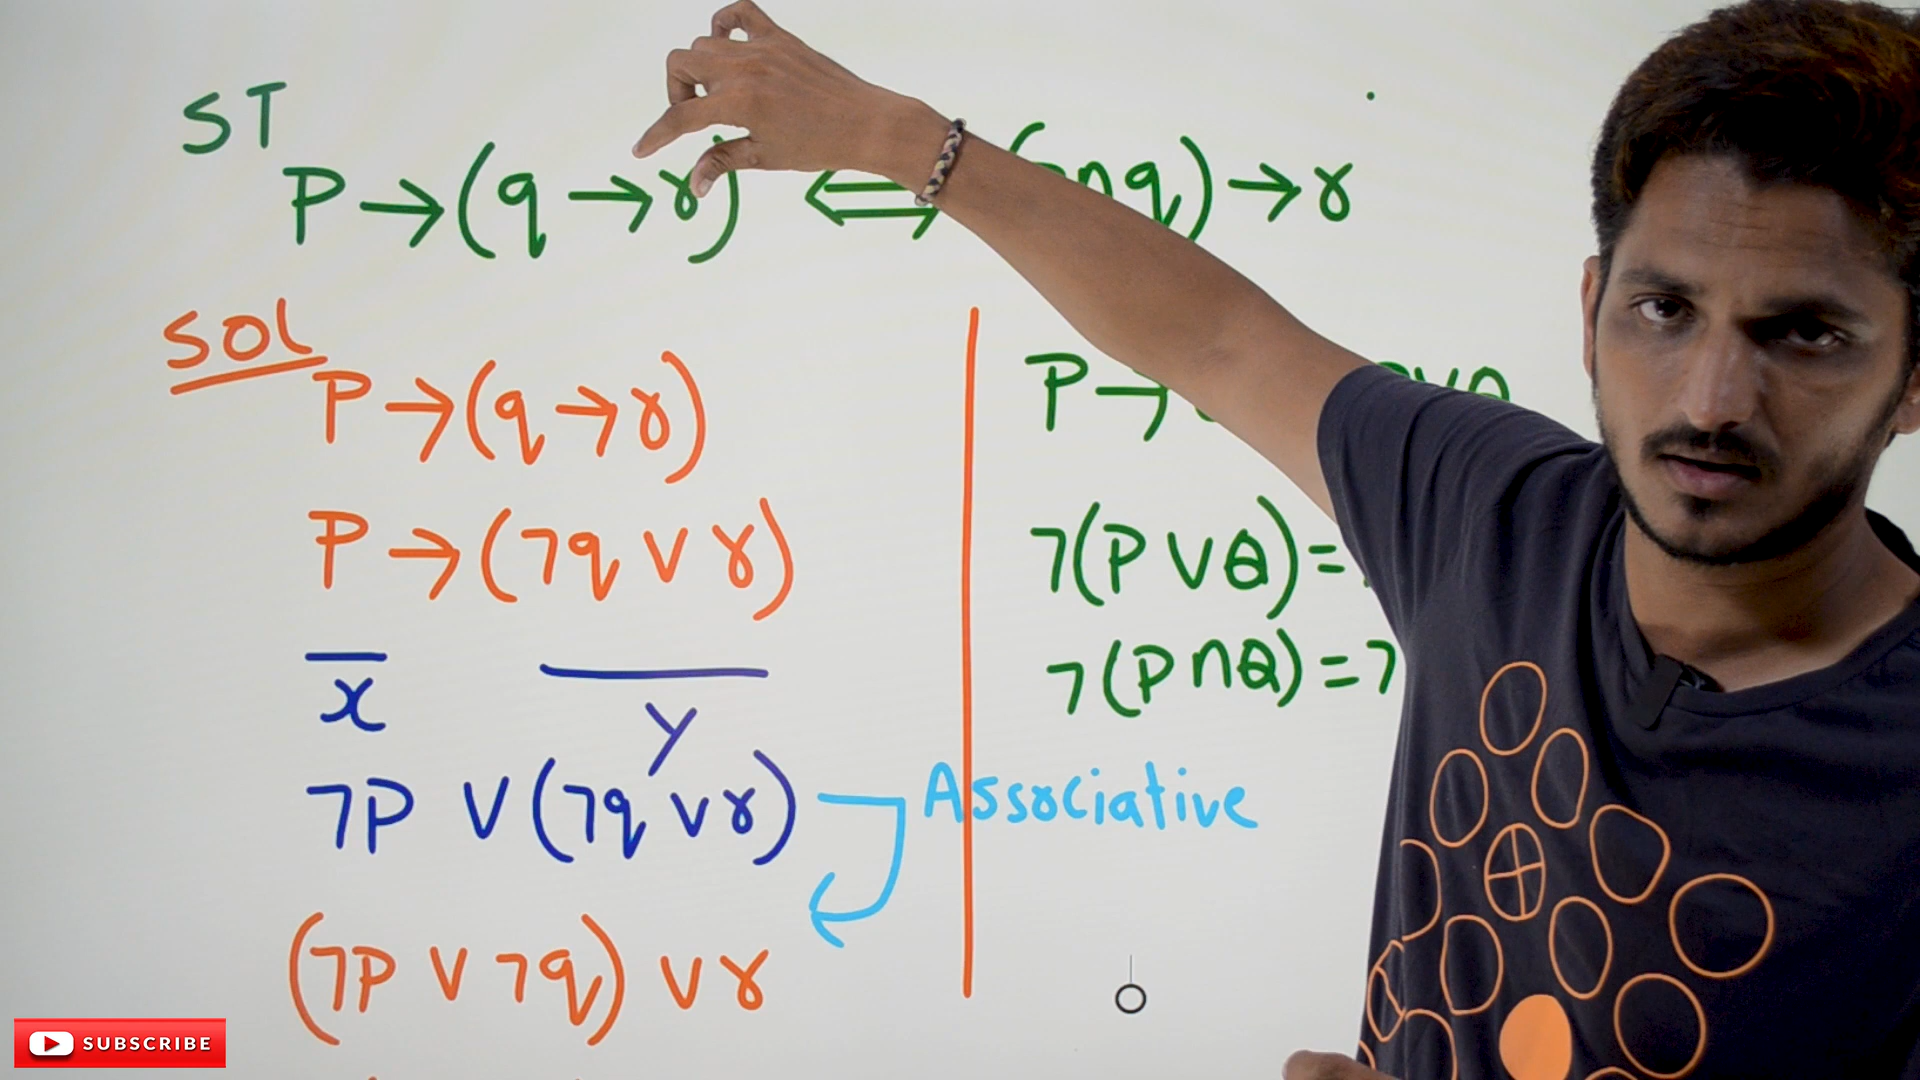 ST
P → (q → r) ⟺ ∩ q) → r
SOL
P → (q → r)
P → (¬q ∨ r)
x y
¬P ∨ (¬q ∨ r) Associative
(¬P ∨ ¬q) ∨ r
P →
¬(P ∨ Q) =
¬(P ∩ Q) = ¬
SUBSCRIBE